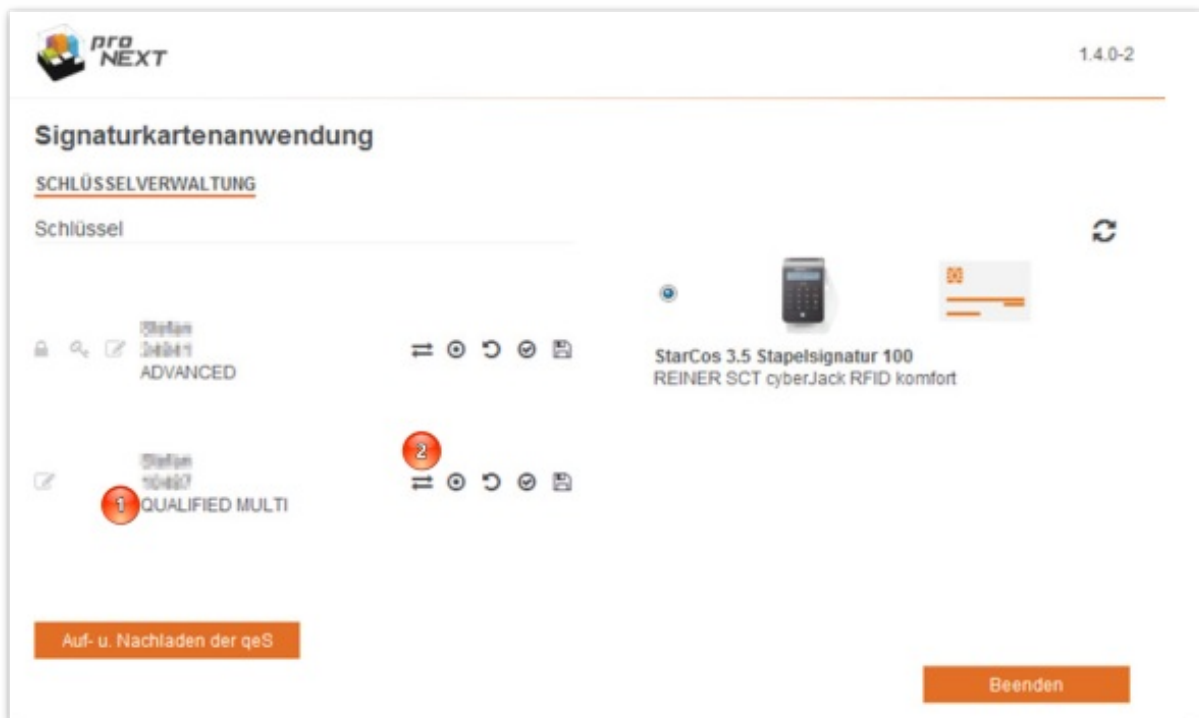 pro
NEXT
1.4.0-2
Signaturkartenanwendung
SCHLÜSSELVERWALTUNG
Schlüssel
ADVANCED
StarCos 3.5 Stapelsignatur 100
REINER SCT cyberJack RFID komfort
2
1 QUALIFIED MULTI
Auf- u. Nachladen der qeS
Beenden